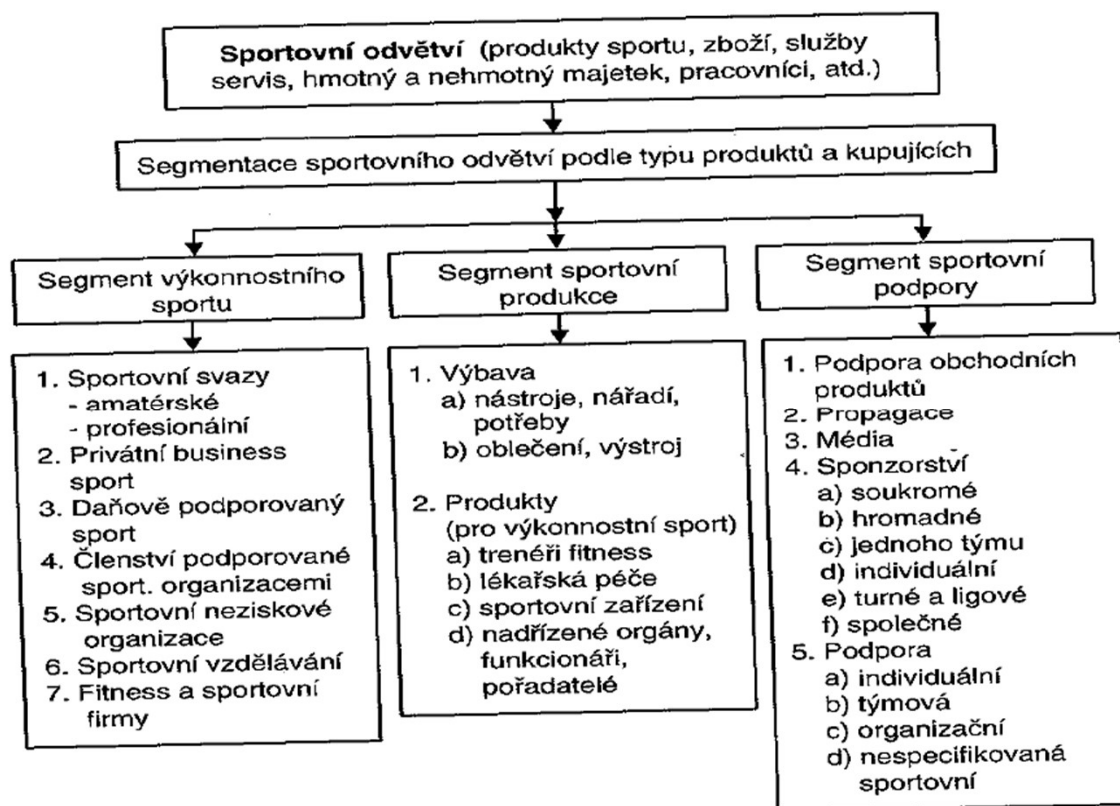 Sportovní odvětví (produkty sportu, zboží, služby
servis, hmotný a nehmotný majetek, pracovníci, atd.)
Segmentace sportovního odvětví podle typu produktů a kupujících
Segment výkonnostního
sportu
1. Sportovní svazy
- amatérské
- profesionální
2. Privátní business
sport
3. Daňově podporovaný
sport
4. Členství podporované
sport. organizacemi
5. Sportovní neziskové
organizace
6. Sportovní vzdělávání
7. Fitness a sportovní
firmy
Segment sportovní
produkce
1. Výbava
a) nástroje, nářadí,
potřeby
b) oblečení, výstroj
2. Produkty
(pro výkonnostní sport)
a) trenéři fitness
b) lékařská péče
c) sportovní zařízení
d) nadřízené orgány,
funkcionáři,
pořadatelé
Segment sportovní
podpory
1. Podpora obchodních
produktů
2. Propagace
3. Média
4. Sponzorství
a) soukromé
b) hromadné
c) jednoho týmu
d) individuální
e) turné a ligové
f) společné
5. Podpora
a) individuální
b) týmová
c) organizační
d) nespecifikovaná
sportovní